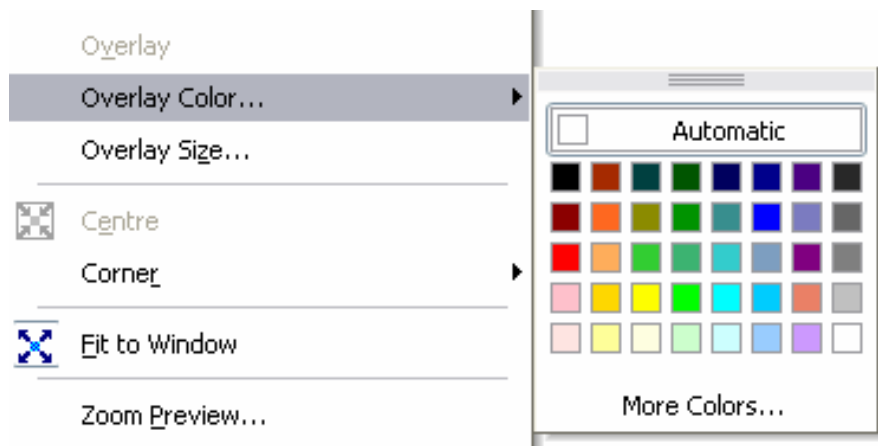 Overlay
Overlay Color...
Overlay Size...
Centre
Corner
Fit to Window
Zoom Preview...
Automatic
More Colors...